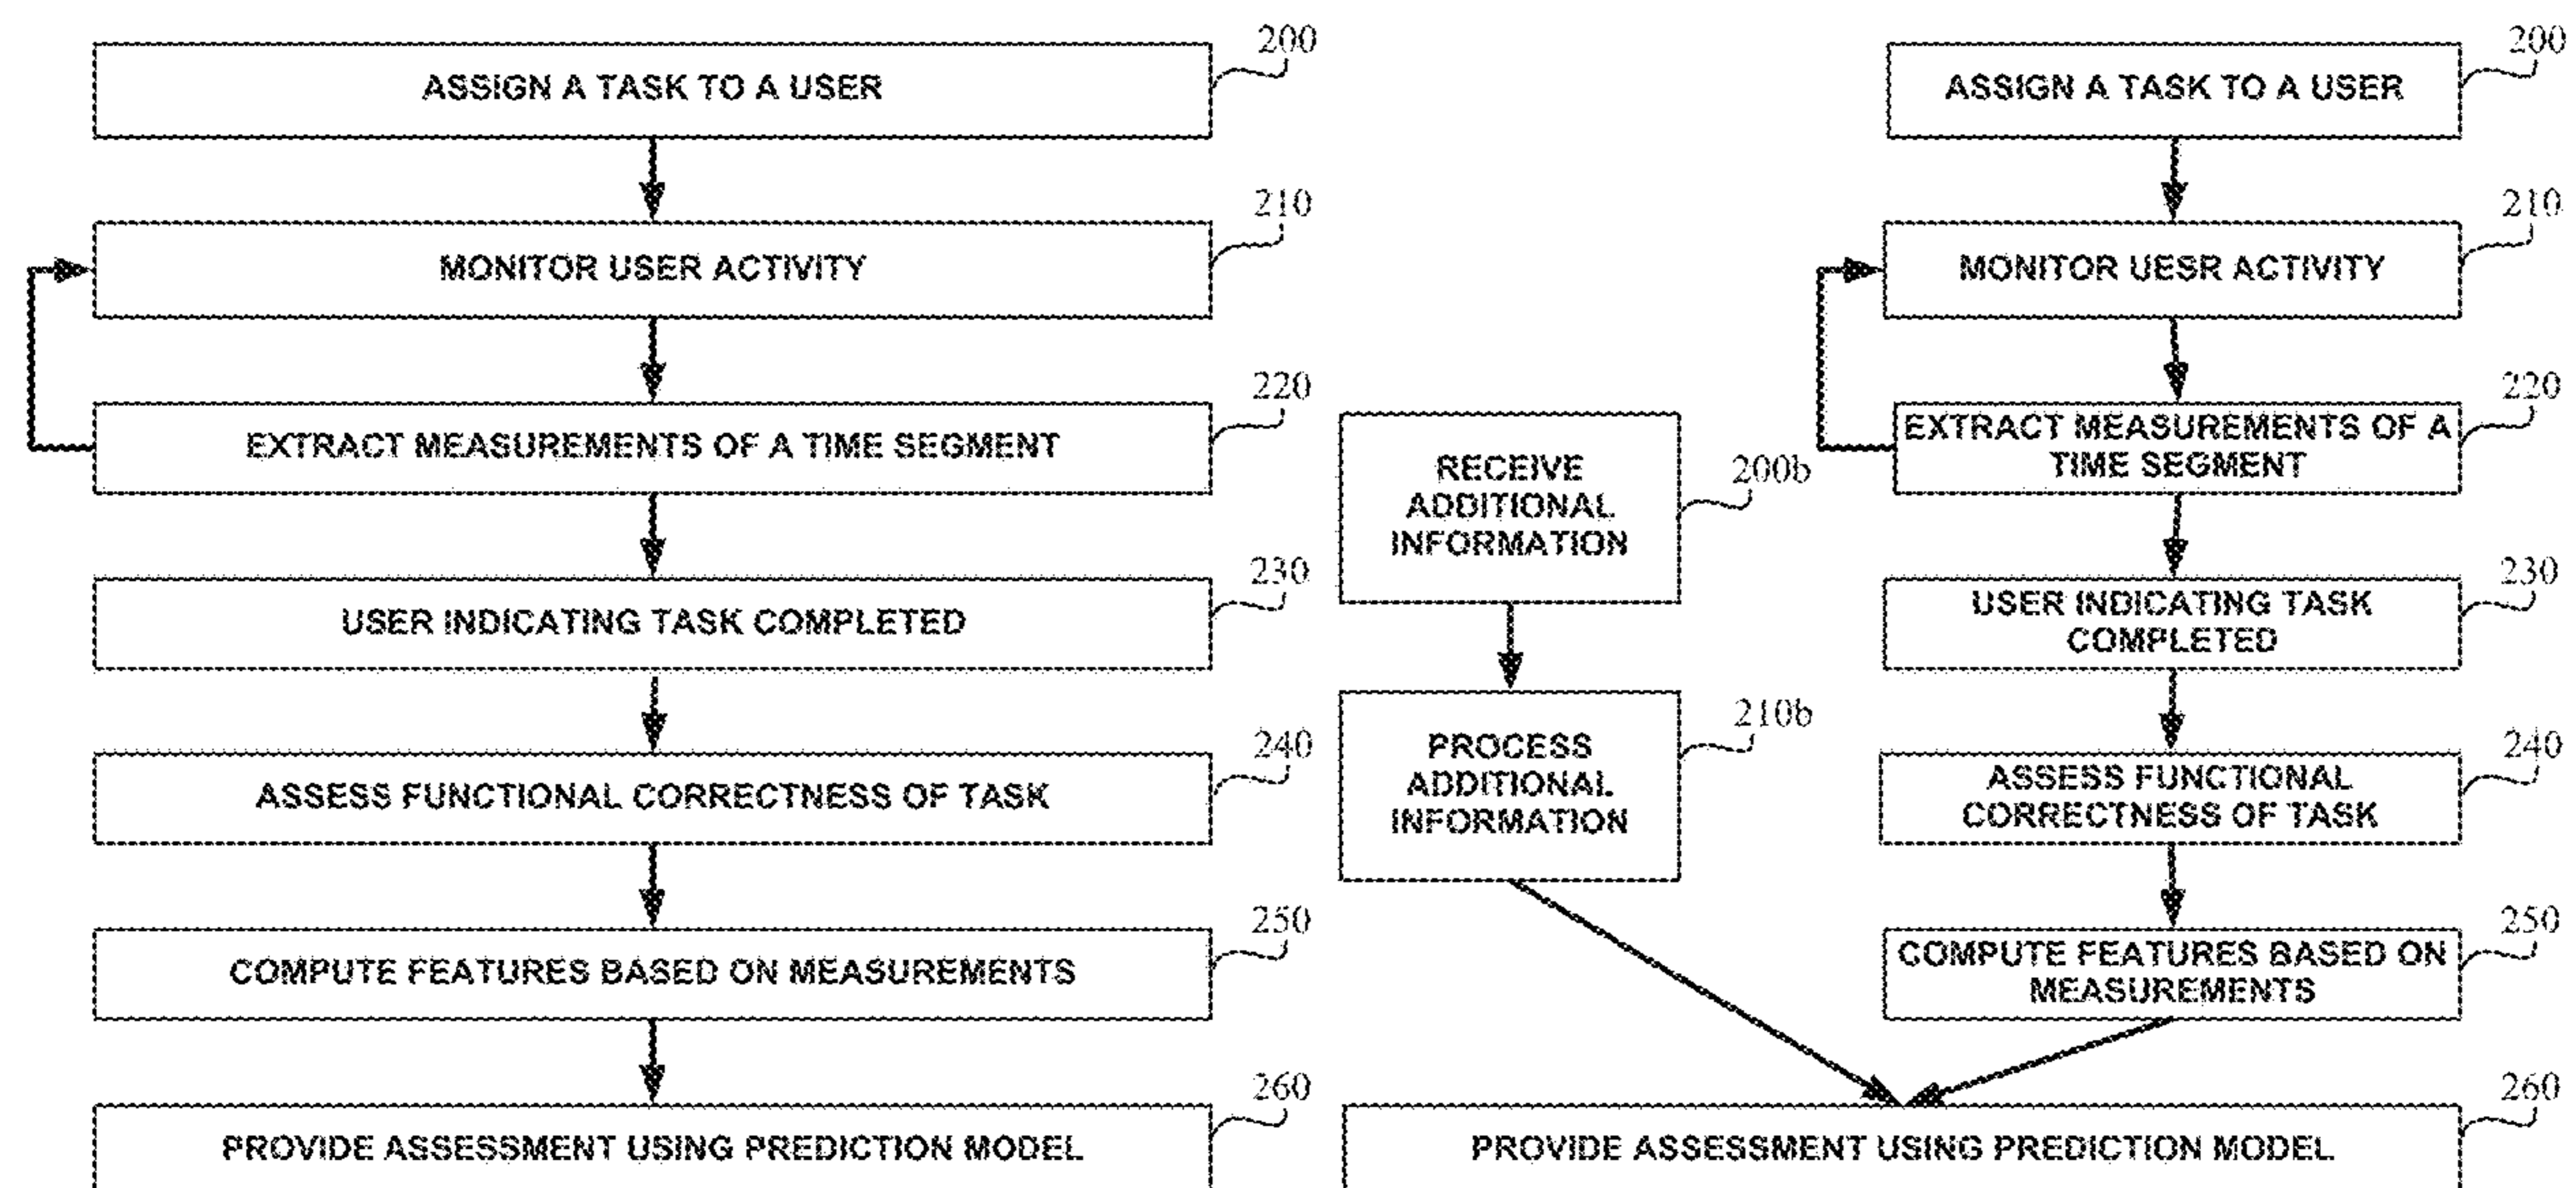 200
ASSIGN A TASK TO A USER
210
MONITOR USER ACTIVITY
220
EXTRACT MEASUREMENTS OF A TIME SEGMENT
230
USER INDICATING TASK COMPLETED
240
ASSESS FUNCTIONAL CORRECTNESS OF TASK
250
COMPUTE FEATURES BASED ON MEASUREMENTS
260
PROVIDE ASSESSMENT USING PREDICTION MODEL
200b
RECEIVE
ADDITIONAL
INFORMATION
210b
PROCESS
ADDITIONAL
INFORMATION
200
ASSIGN A TASK TO A USER
210
MONITOR UESR ACTIVITY
220
EXTRACT MEASUREMENTS OF A
TIME SEGMENT
230
USER INDICATING TASK
COMPLETED
240
ASSESS FUNCTIONAL
CORRECTNESS OF TASK
250
COMPUTE FEATURES BASED ON
MEASUREMENTS
260
PROVIDE ASSESSMENT USING PREDICTION MODEL